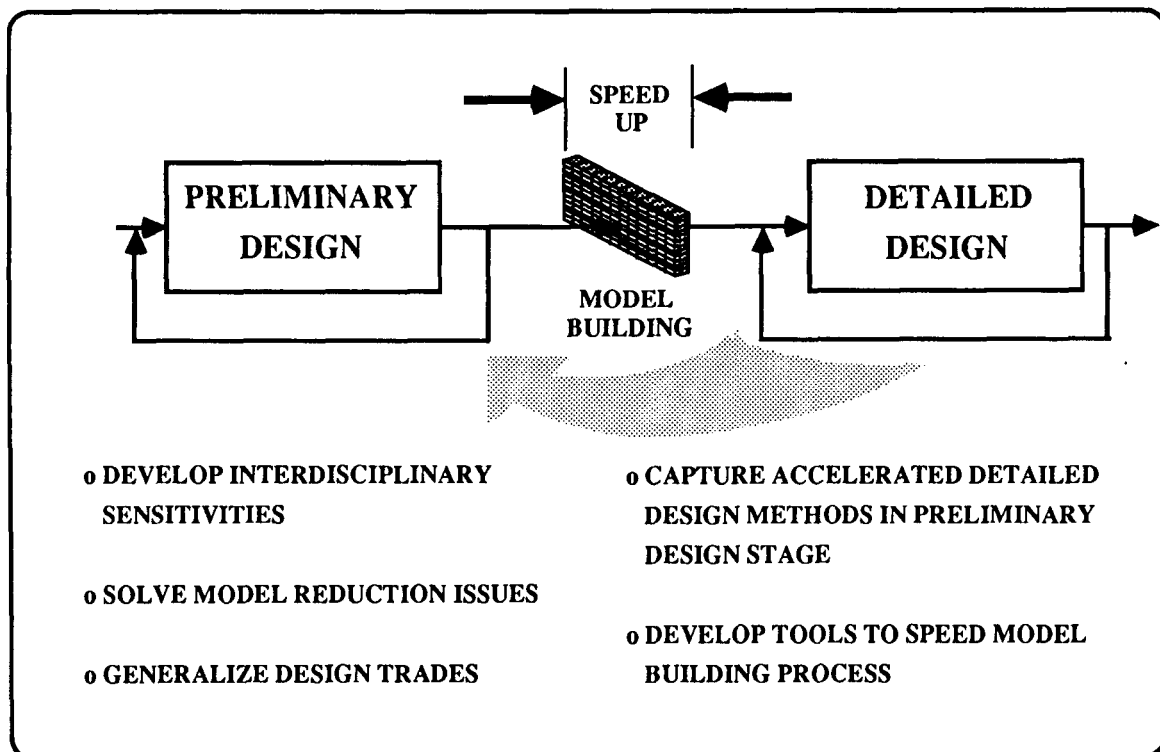 SPEED
UP
PRELIMINARY
DESIGN
DETAILED
DESIGN
MODEL
BUILDING
o DEVELOP INTERDISCIPLINARY
SENSITIVITIES
o SOLVE MODEL REDUCTION ISSUES
o GENERALIZE DESIGN TRADES
o CAPTURE ACCELERATED DETAILED
DESIGN METHODS IN PRELIMINARY
DESIGN STAGE
o DEVELOP TOOLS TO SPEED MODEL
BUILDING PROCESS